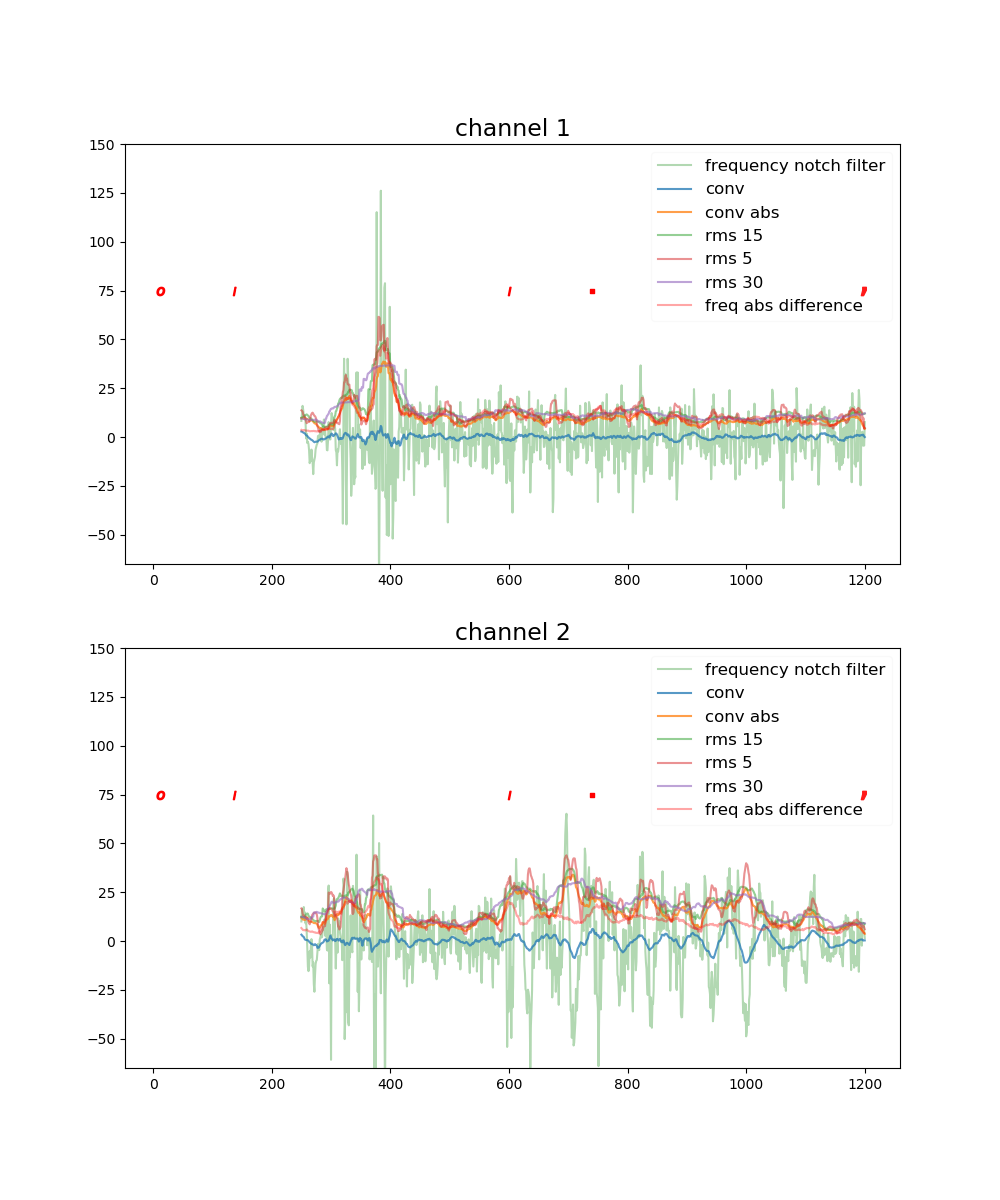 channel 1
150
125
100
75
50
25
0
−25
−50
frequency notch filter
conv
conv abs
rms 15
rms 5
rms 30
freq abs difference
o
0 200 400 600 800 1000 1200
channel 2
150
125
100
75
50
25
0
−25
−50
frequency notch filter
conv
conv abs
rms 15
rms 5
rms 30
freq abs difference
o
0 200 400 600 800 1000 1200